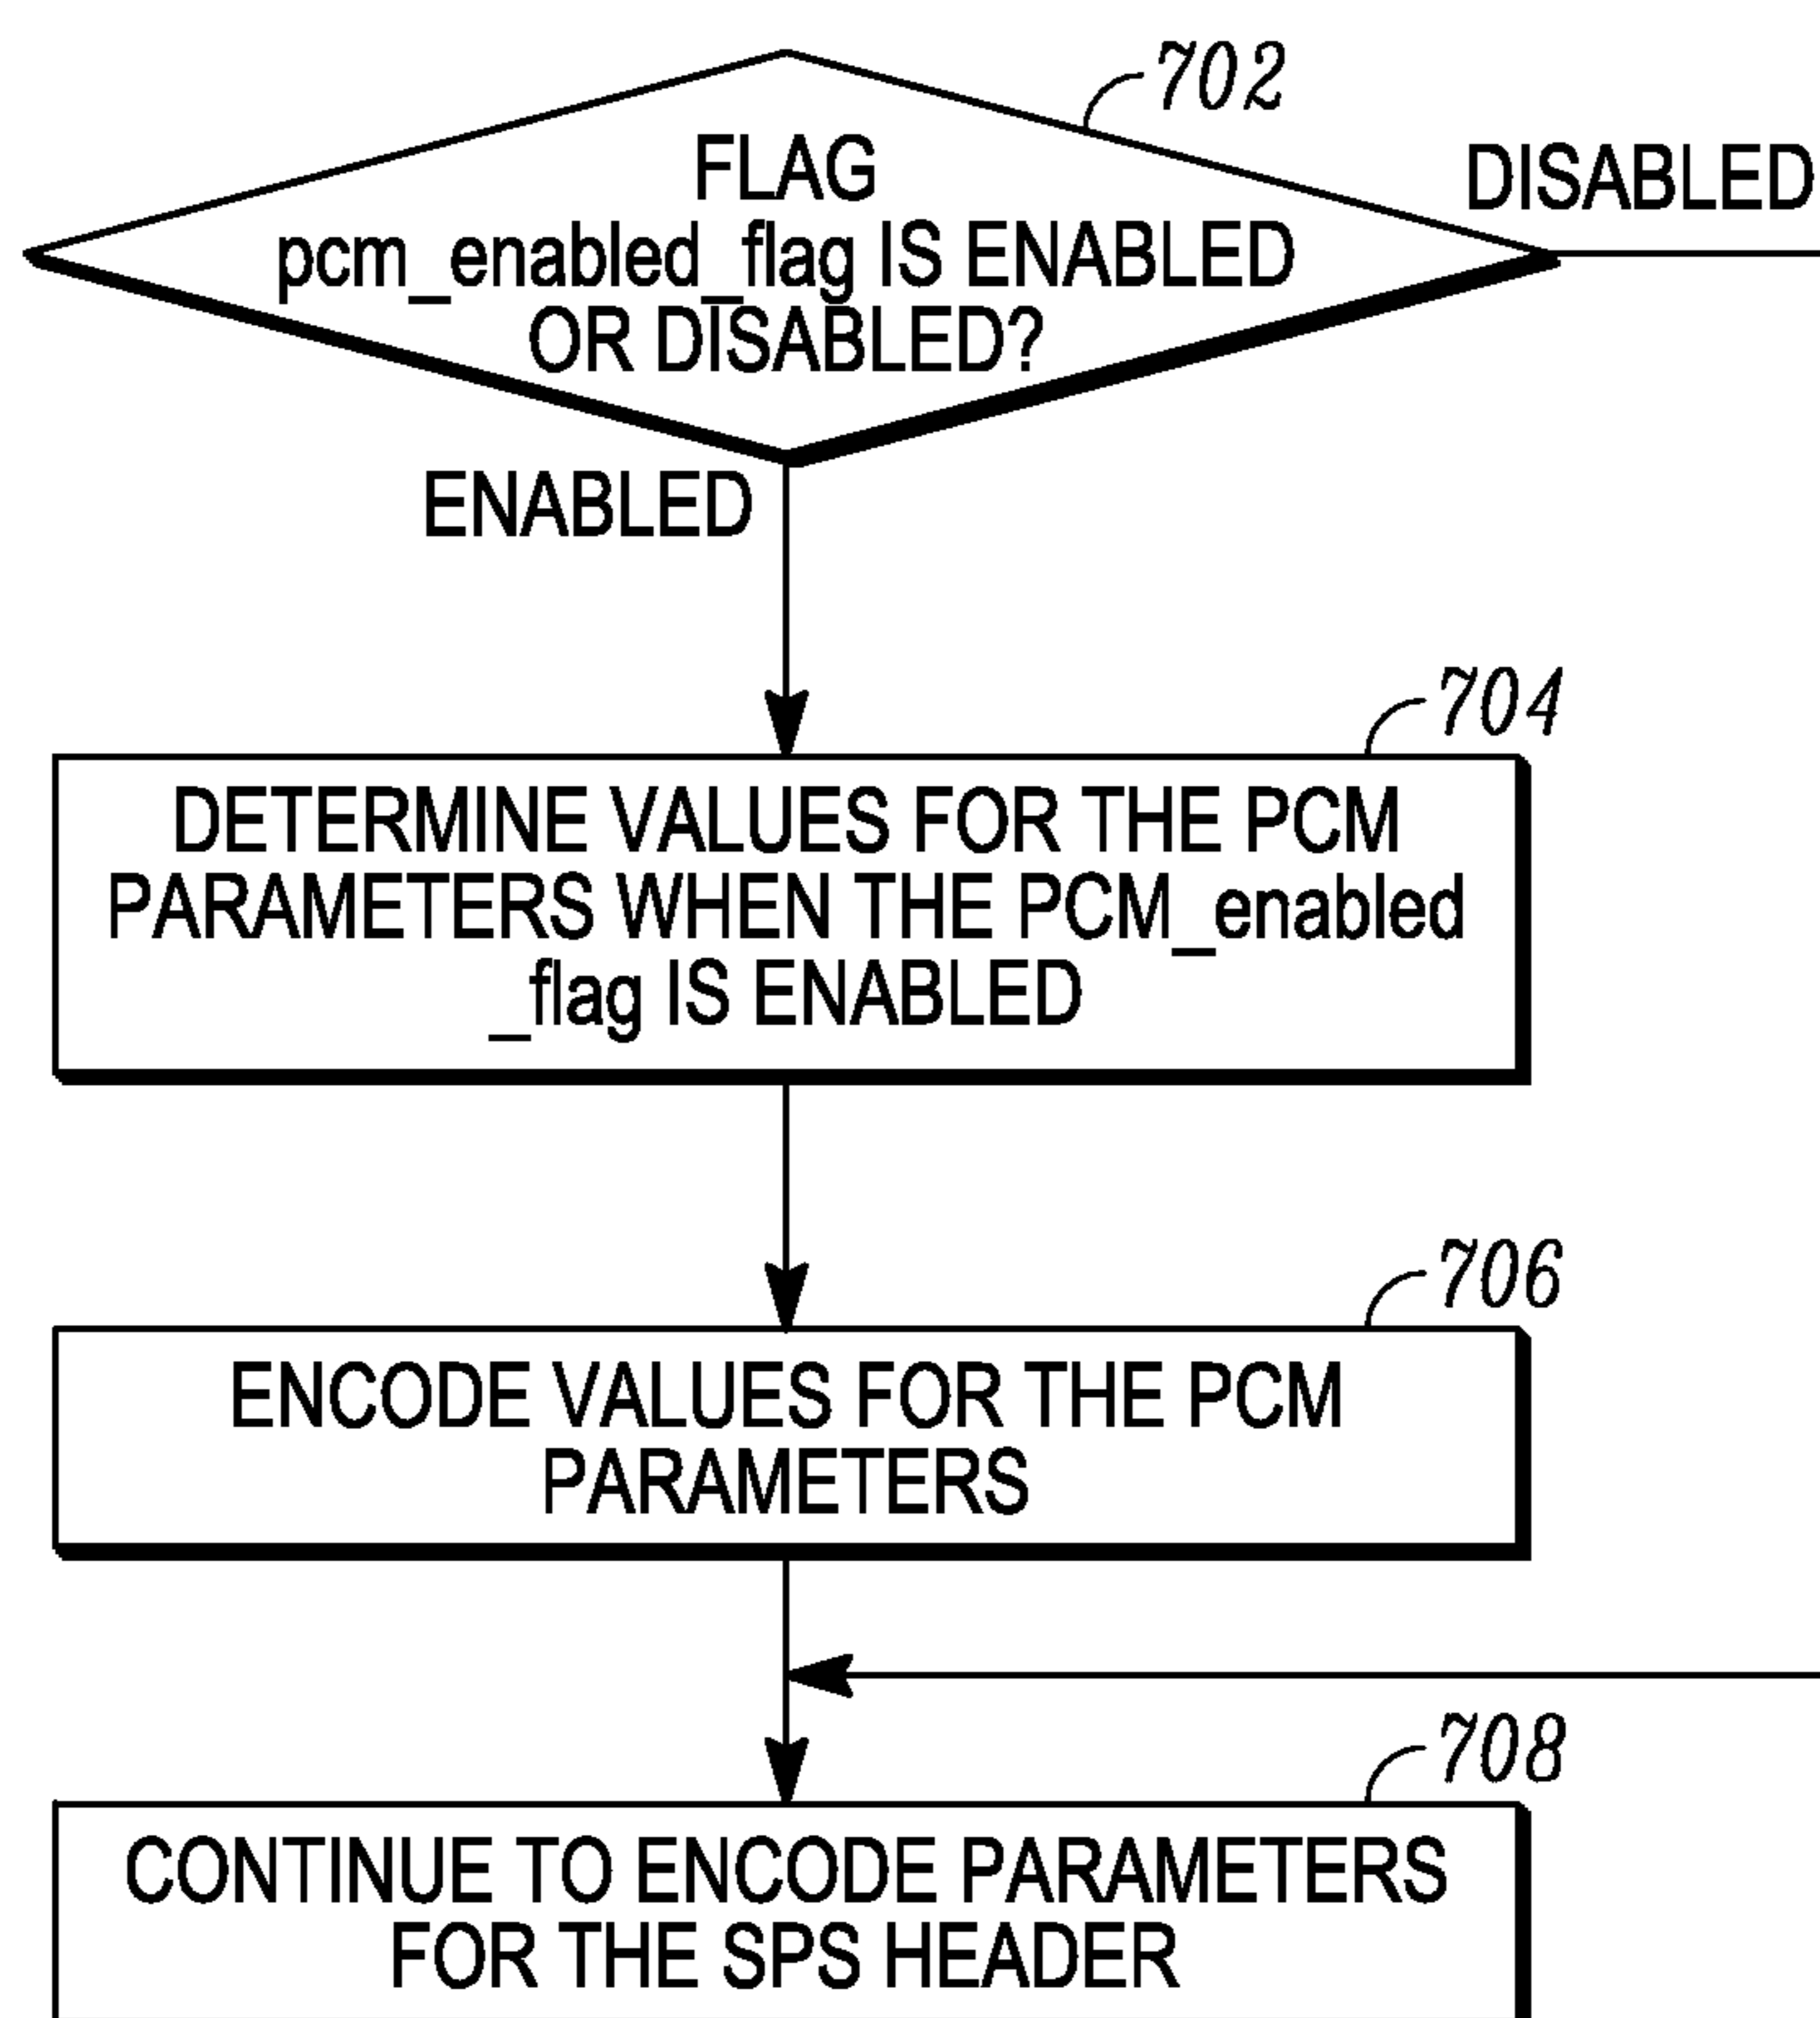 702
DISABLED
FLAG
pcm_enabled_flag IS ENABLED
OR DISABLED?
ENABLED
704
DETERMINE VALUES FOR THE PCM
PARAMETERS WHEN THE PCM_enabled
_flag IS ENABLED
706
ENCODE VALUES FOR THE PCM
PARAMETERS
708
CONTINUE TO ENCODE PARAMETERS
FOR THE SPS HEADER